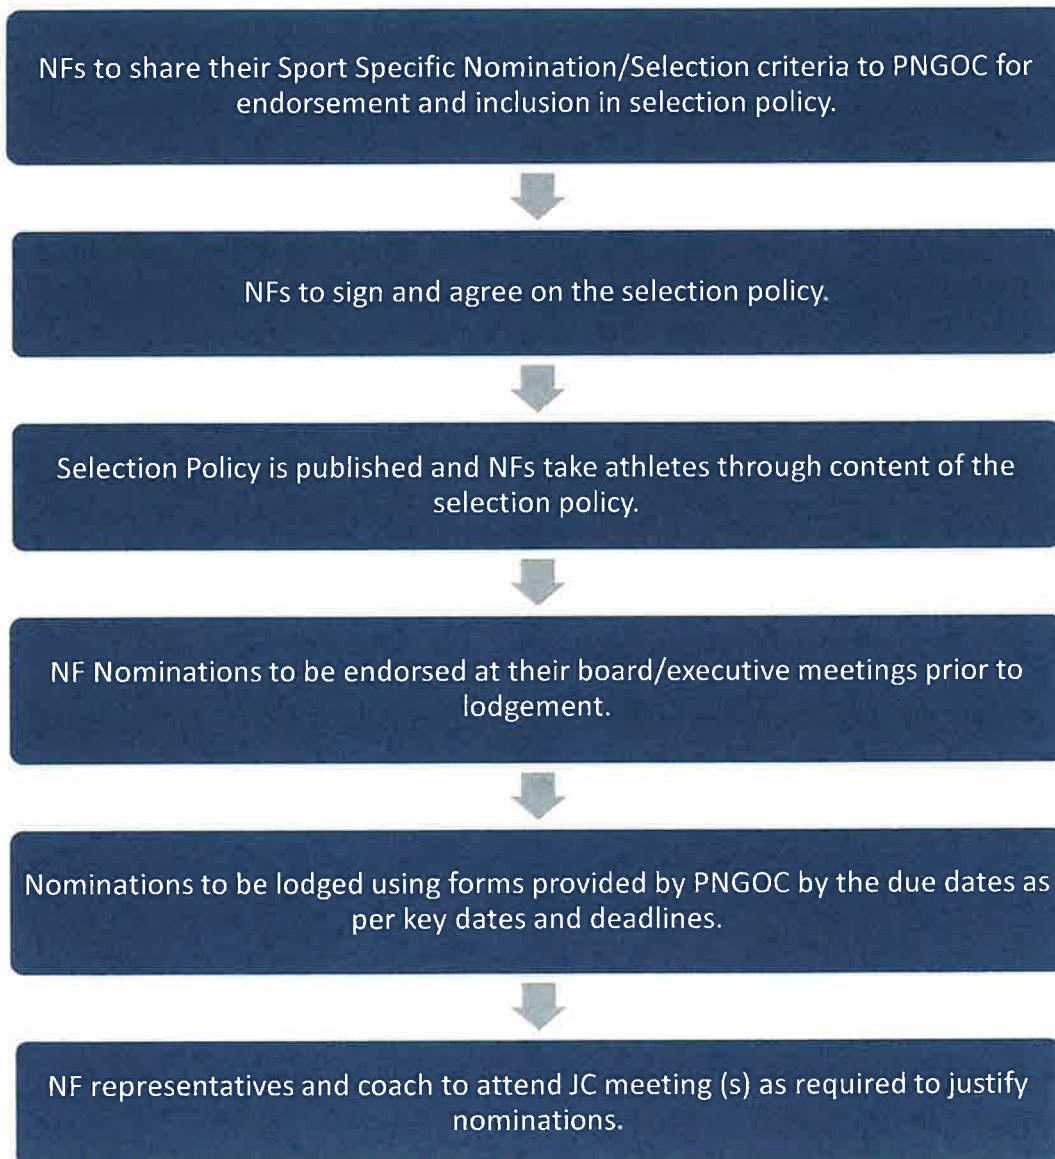 NFs to share their Sport Specific Nomination/Selection criteria to PNGOC for
endorsement and inclusion in selection policy.
NFs to sign and agree on the selection policy.
Selection Policy is published and NFs take athletes through content of the
selection policy.
NF Nominations to be endorsed at their board/executive meetings prior to
lodgement.
Nominations to be lodged using forms provided by PNGOC by the due dates as
per key dates and deadlines.
NF representatives and coach to attend JC meeting (s) as required to justify
nominations.